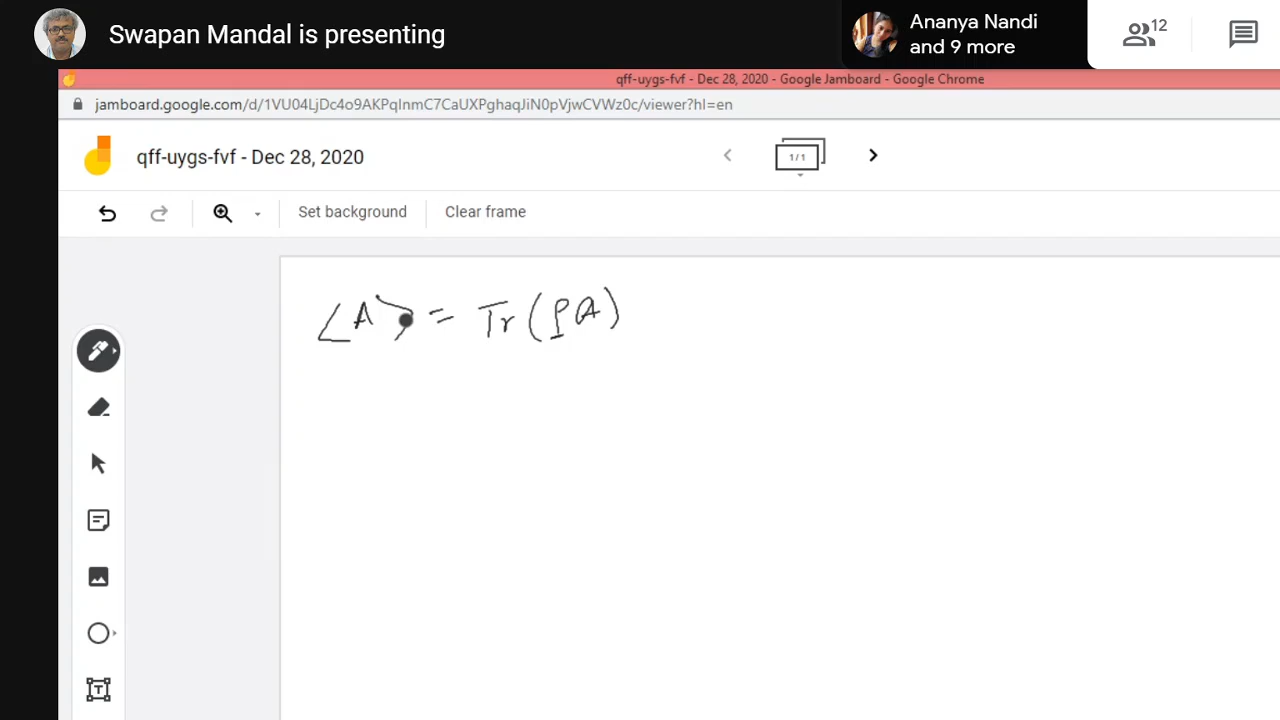 Swapan Mandal is presenting
Ananya Nandi
and 9 more
12
qff-uygs-fvf - Dec 28, 2020 - Google Jamboard - Google Chrome
jamboard.google.com/d/1VU04LjDc4o9AKPqInmC7CaUXPghaqJiN0pVjwCVWz0c/viewer?hl=en
qff-uygs-fvf - Dec 28, 2020
1/1
Set background
Clear frame
⟨A⟩ = Tr(ρA)